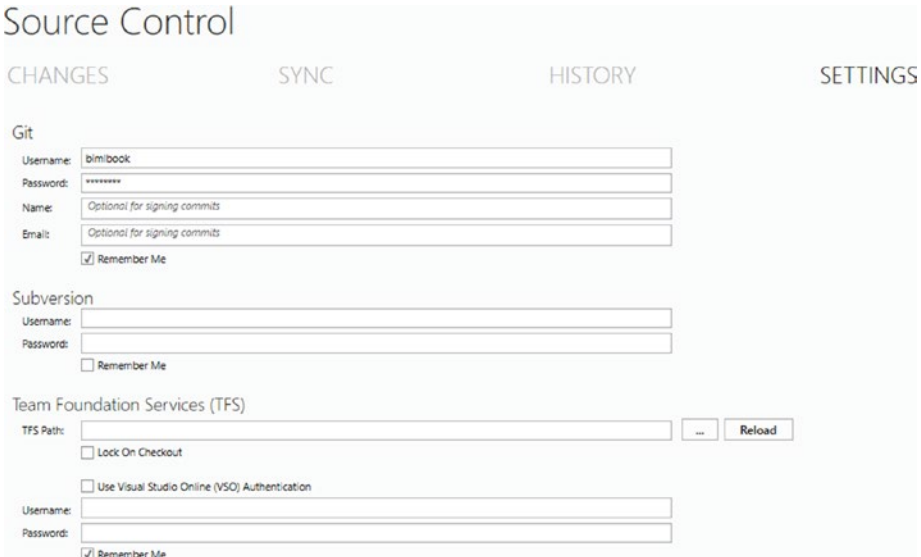 Source Control
CHANGES SYNC HISTORY SETTINGS
Git
Username: bimlbook
Password: ********
Name: Optional for signing commits
Email: Optional for signing commits
Remember Me
Subversion
Username:
Password:
Remember Me
Team Foundation Services (TFS)
TFS Path: ... Reload
Lock On Checkout
Use Visual Studio Online (VSO) Authentication
Username:
Password:
Remember Me